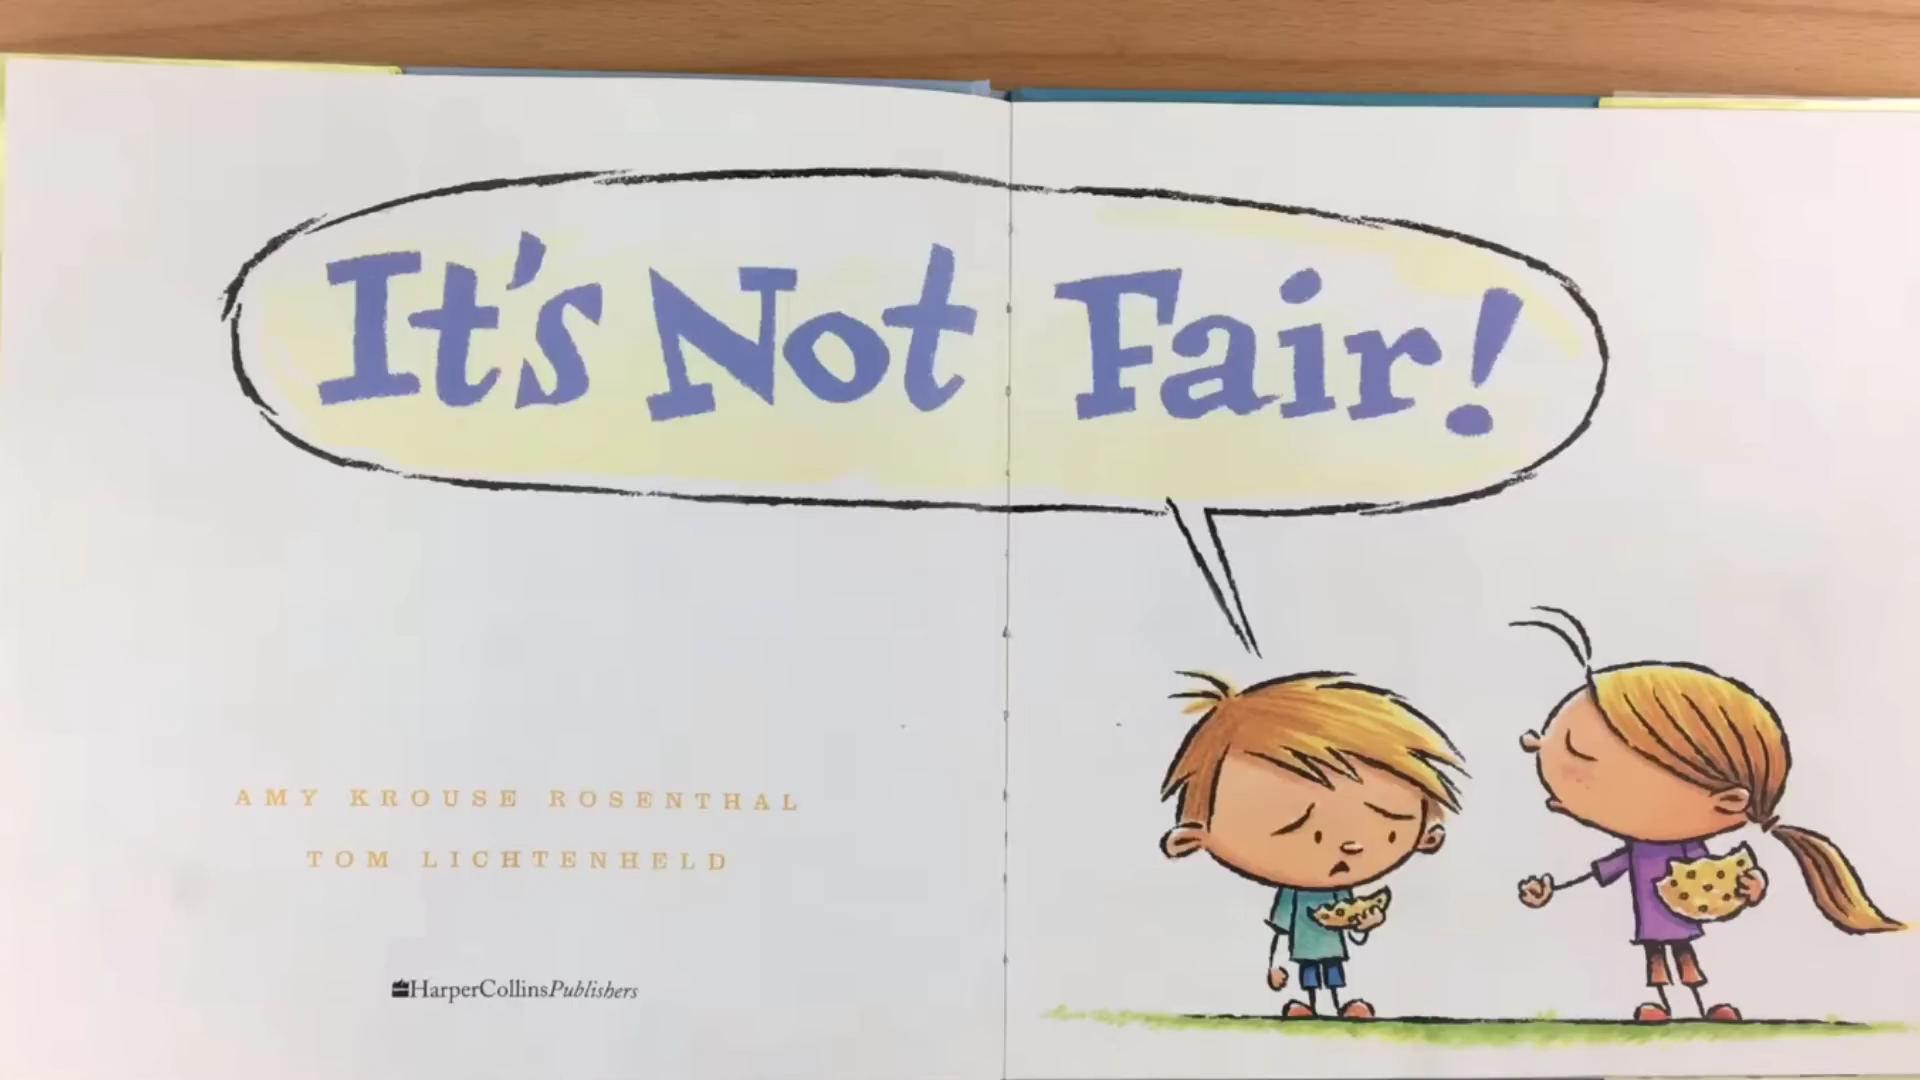 It's Not Fair!
AMY KROUSE ROSENTHAL
TOM LICHTENHELD
HarperCollinsPublishers